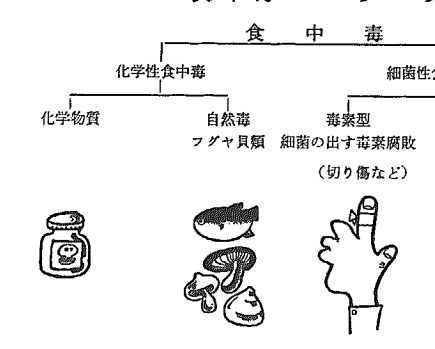 食中毒
化学性食中毒
細菌性
化学物質
自然毒
毒素型
フグヤ貝類
細菌の出す毒素腐敗
(切り傷など)